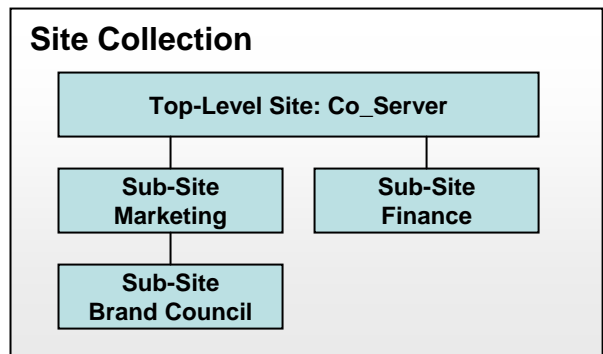 Site Collection
Top-Level Site: Co_Server
Sub-Site
Marketing
Sub-Site
Finance
Sub-Site
Brand Council